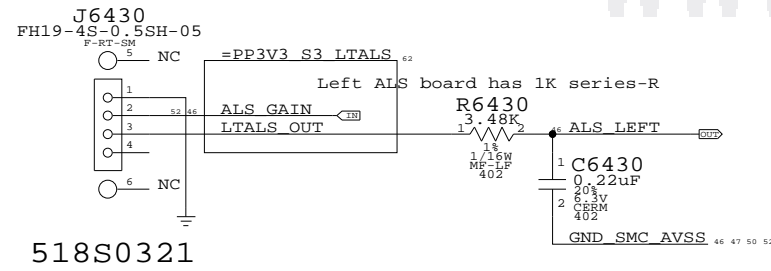 J6430
FH19-4S-0.5SH-05
F-RT-SM
5 NC
=PP3V3_S3_LTALS 62
Left ALS board has 1K series-R
1
2 52 46 ALS_GAIN IN
3 LTALS_OUT
4
6 NC
R6430
3.48K
1 2
1%
1/16W
MF-LF
402
46 ALS_LEFT OUT
1 C6430
0.22uF
20%
2 6.3V
CERM
402
GND_SMC_AVSS 46 47 50 52
518S0321